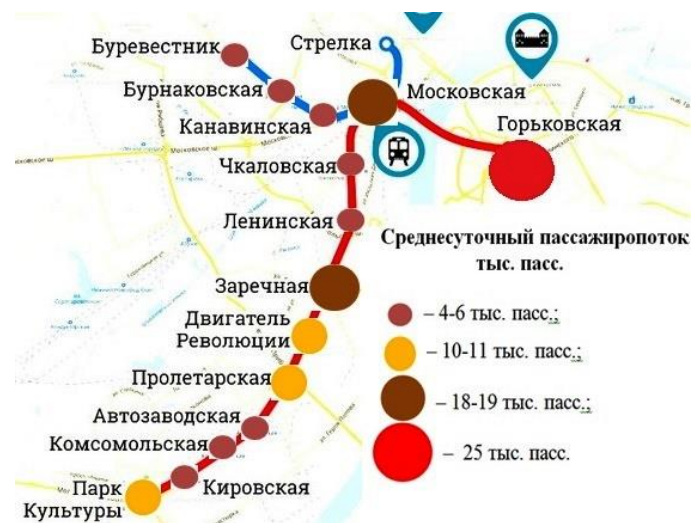 Стрелка
Буревестник
Бурнаковская
Московская
Канавинская
Горьковская
Чкаловская
Ленинская
Среднесуточный пассажиропоток
тыс. пасс.
Заречная
– 4-6 тыс. пасс.;
Двигатель
Революции
– 10-11 тыс. пасс.;
Пролетарская
– 18-19 тыс. пасс.;
Автозаводская
Комсомольская
– 25 тыс. пасс.
Кировская
Парк
Культуры